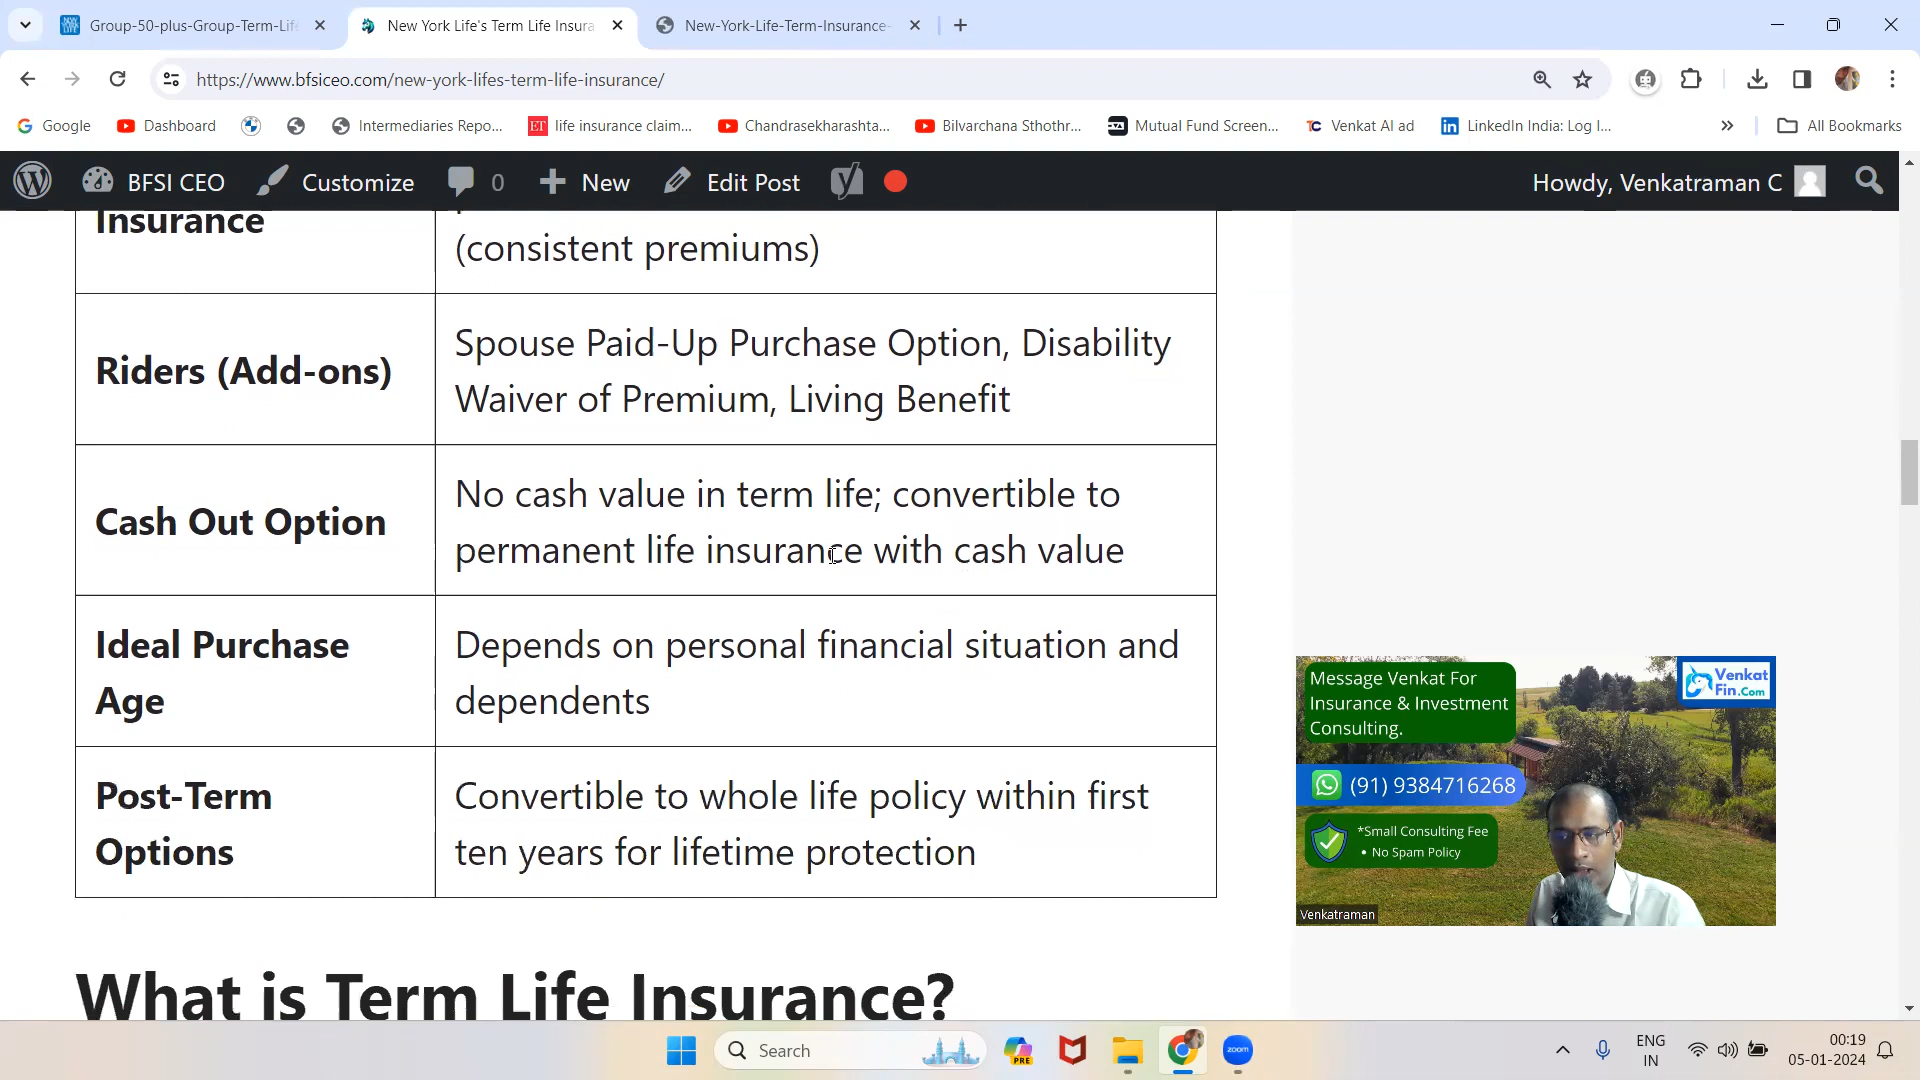 Group-50-plus-Group-Term-Lif
New York Life's Term Life Insura
New-York-Life-Term-Insurance-
https://www.bfsiceo.com/new-york-lifes-term-life-insurance/
Google
Dashboard
Intermediaries Repo...
ET
life insurance claim...
Chandrasekharashta...
Bilvarchana Sthothr...
Mutual Fund Screen...
TC
Venkat AI ad
in
LinkedIn India: Log I...
»
All Bookmarks
BFSI CEO
Customize
0
New
Edit Post
Howdy, Venkatraman C
Insurance
(consistent premiums)
Riders (Add-ons)
Spouse Paid-Up Purchase Option, Disability
Waiver of Premium, Living Benefit
Cash Out Option
No cash value in term life; convertible to
permanent life insurance with cash value
Ideal Purchase
Age
Depends on personal financial situation and
dependents
Post-Term
Options
Convertible to whole life policy within first
ten years for lifetime protection
What is Term Life Insurance?
Message Venkat For
Insurance & Investment
Consulting.
Venkat
Fin.Com
(91) 9384716268
*Small Consulting Fee
• No Spam Policy
Venkatraman
Search
PRE
zoom
ENG
IN
00:19
05-01-2024